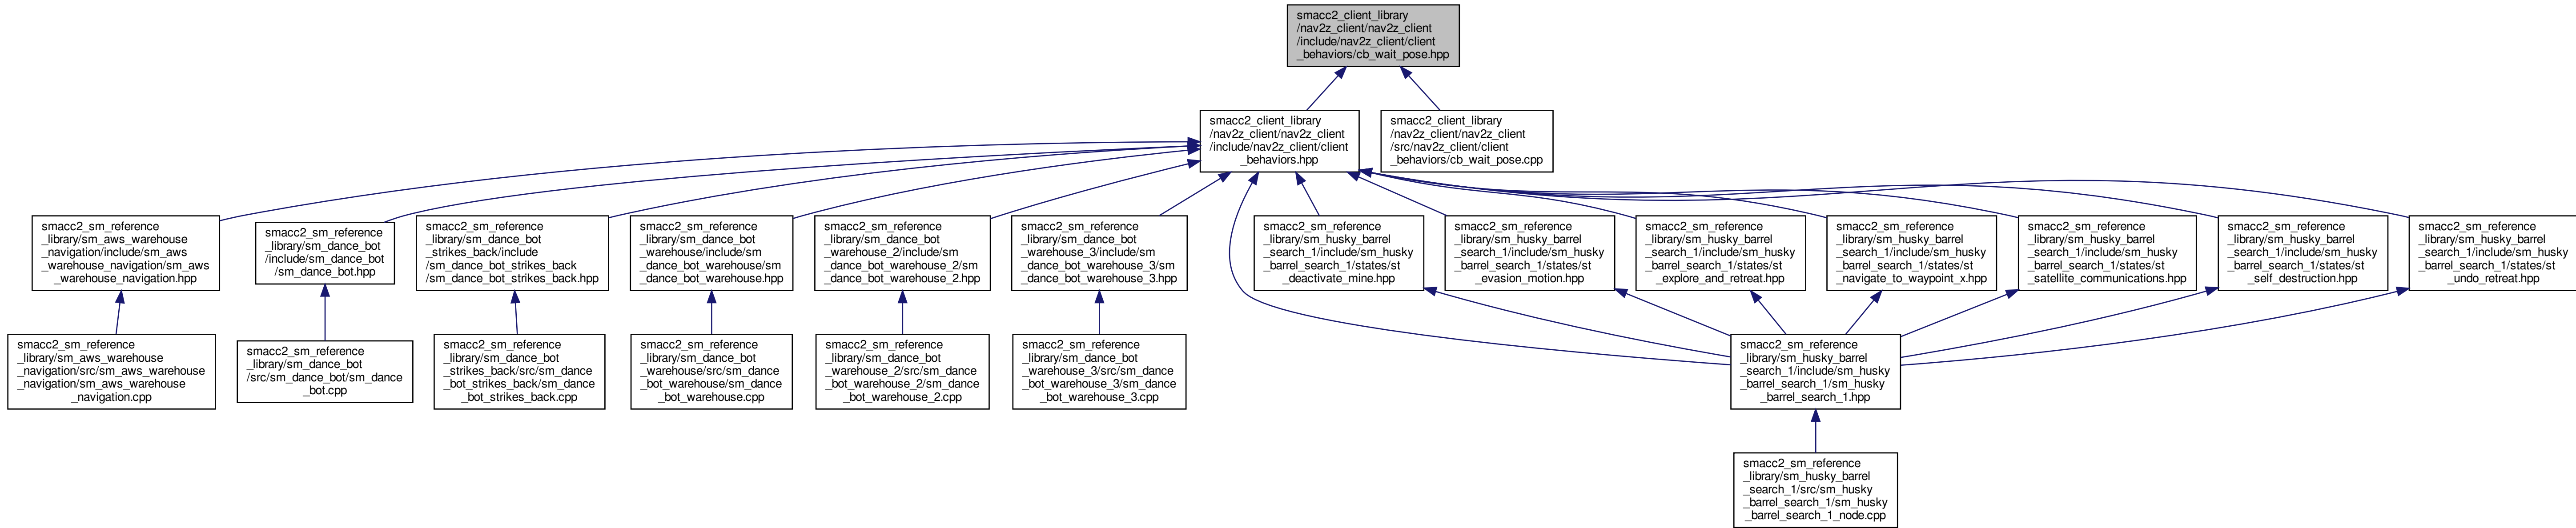 smacc2_client_library
/nav2z_client/nav2z_client
/include/nav2z_client/client
_behaviors/cb_wait_pose.hpp
smacc2_client_library
/nav2z_client/nav2z_client
/include/nav2z_client/client
_behaviors.hpp
smacc2_client_library
/nav2z_client/nav2z_client
/src/nav2z_client/client
_behaviors/cb_wait_pose.cpp
smacc2_sm_reference
_library/sm_aws_warehouse
_navigation/include/sm_aws
_warehouse_navigation/sm_aws
_warehouse_navigation.hpp
smacc2_sm_reference
_library/sm_dance_bot
/include/sm_dance_bot
/sm_dance_bot.hpp
smacc2_sm_reference
_library/sm_dance_bot
_strikes_back/include
/sm_dance_bot_strikes_back
/sm_dance_bot_strikes_back.hpp
smacc2_sm_reference
_library/sm_dance_bot
_warehouse/include/sm
_dance_bot_warehouse/sm
_dance_bot_warehouse.hpp
smacc2_sm_reference
_library/sm_dance_bot
_warehouse_2/include/sm
_dance_bot_warehouse_2/sm
_dance_bot_warehouse_2.hpp
smacc2_sm_reference
_library/sm_dance_bot
_warehouse_3/include/sm
_dance_bot_warehouse_3/sm
_dance_bot_warehouse_3.hpp
smacc2_sm_reference
_library/sm_husky_barrel
_search_1/include/sm_husky
_barrel_search_1/states/st
_deactivate_mine.hpp
smacc2_sm_reference
_library/sm_husky_barrel
_search_1/include/sm_husky
_barrel_search_1/states/st
_evasion_motion.hpp
smacc2_sm_reference
_library/sm_husky_barrel
_search_1/include/sm_husky
_barrel_search_1/states/st
_explore_and_retreat.hpp
smacc2_sm_reference
_library/sm_husky_barrel
_search_1/include/sm_husky
_barrel_search_1/states/st
_navigate_to_waypoint_x.hpp
smacc2_sm_reference
_library/sm_husky_barrel
_search_1/include/sm_husky
_barrel_search_1/states/st
_satellite_communications.hpp
smacc2_sm_reference
_library/sm_husky_barrel
_search_1/include/sm_husky
_barrel_search_1/states/st
_self_destruction.hpp
smacc2_sm_reference
_library/sm_husky_barrel
_search_1/include/sm_husky
_barrel_search_1/states/st
_undo_retreat.hpp
smacc2_sm_reference
_library/sm_aws_warehouse
_navigation/src/sm_aws_warehouse
_navigation/sm_aws_warehouse
_navigation.cpp
smacc2_sm_reference
_library/sm_dance_bot
/src/sm_dance_bot/sm_dance
_bot.cpp
smacc2_sm_reference
_library/sm_dance_bot
_strikes_back/src/sm_dance
_bot_strikes_back/sm_dance
_bot_strikes_back.cpp
smacc2_sm_reference
_library/sm_dance_bot
_warehouse/src/sm_dance
_bot_warehouse/sm_dance
_bot_warehouse.cpp
smacc2_sm_reference
_library/sm_dance_bot
_warehouse_2/src/sm_dance
_bot_warehouse_2/sm_dance
_bot_warehouse_2.cpp
smacc2_sm_reference
_library/sm_dance_bot
_warehouse_3/src/sm_dance
_bot_warehouse_3/sm_dance
_bot_warehouse_3.cpp
smacc2_sm_reference
_library/sm_husky_barrel
_search_1/include/sm_husky
_barrel_search_1/sm_husky
_barrel_search_1.hpp
smacc2_sm_reference
_library/sm_husky_barrel
_search_1/src/sm_husky
_barrel_search_1/sm_husky
_barrel_search_1_node.cpp